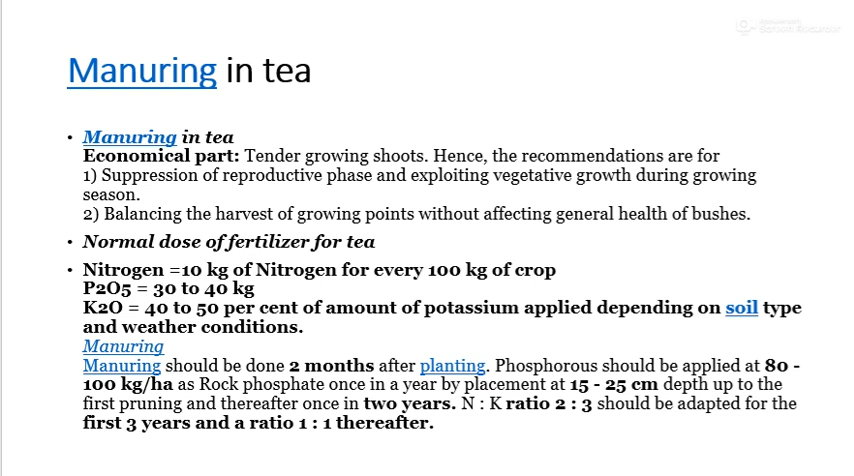 Manuring in tea
• Manuring in tea
Economical part: Tender growing shoots. Hence, the recommendations are for
1) Suppression of reproductive phase and exploiting vegetative growth during growing
season.
2) Balancing the harvest of growing points without affecting general health of bushes.
• Normal dose of fertilizer for tea
• Nitrogen =10 kg of Nitrogen for every 100 kg of crop
P2O5 = 30 to 40 kg
K2O = 40 to 50 per cent of amount of potassium applied depending on soil type
and weather conditions.
Manuring
Manuring should be done 2 months after planting. Phosphorous should be applied at 80 -
100 kg/ha as Rock phosphate once in a year by placement at 15 - 25 cm depth up to the
first pruning and thereafter once in two years. N : K ratio 2 : 3 should be adapted for the
first 3 years and a ratio 1 : 1 thereafter.